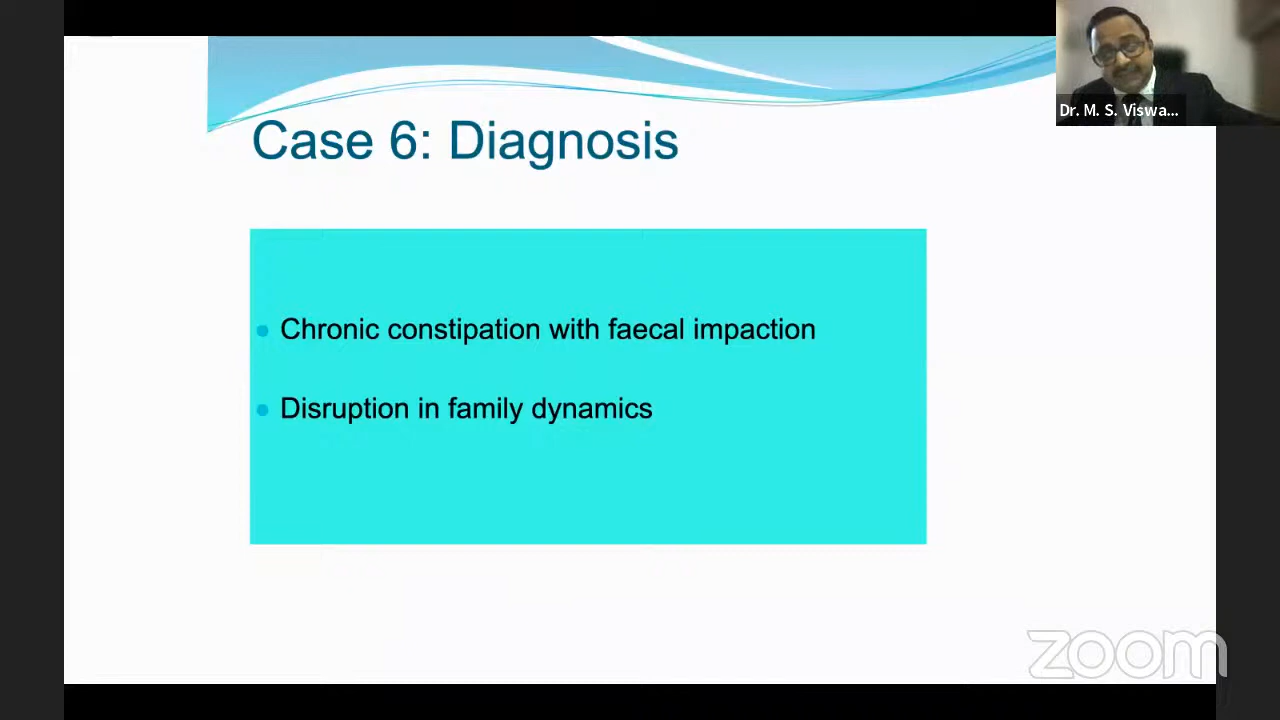 Dr. M. S. Viswa...
Case 6: Diagnosis
Chronic constipation with faecal impaction
Disruption in family dynamics
zoom